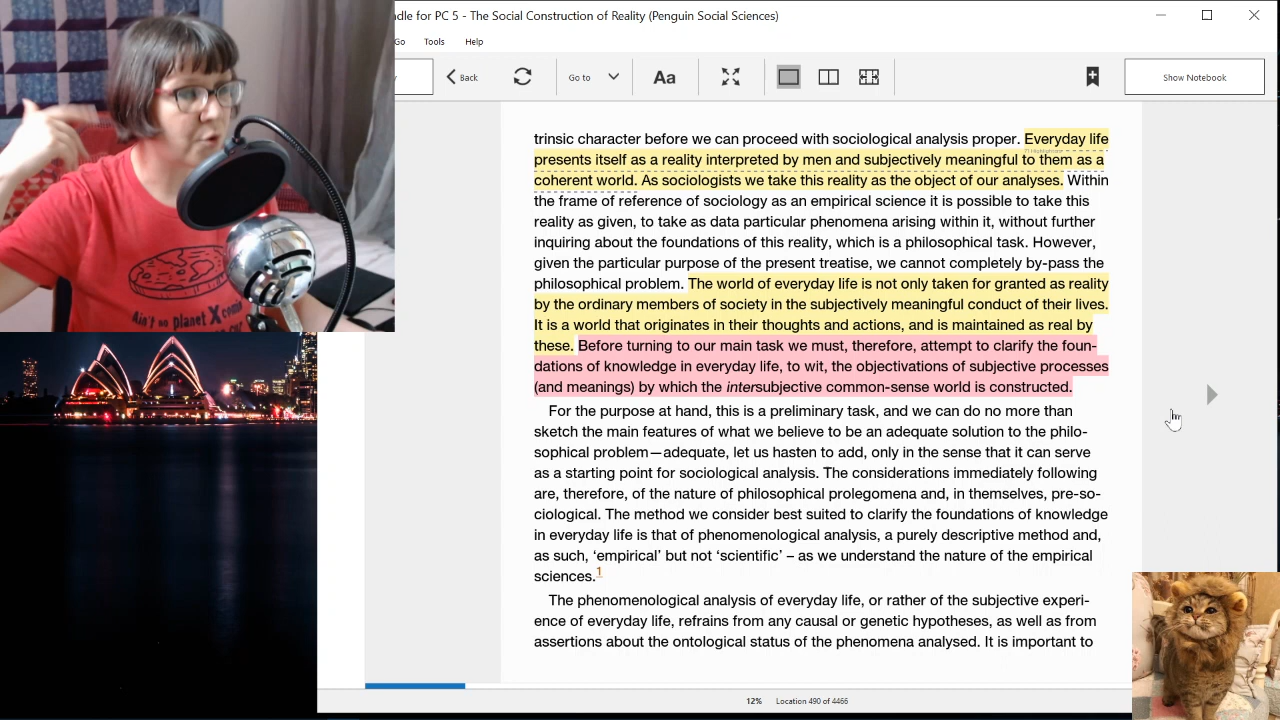 dle for PC 5 - The Social Construction of Reality (Penguin Social Sciences)
Go Tools Help
y Back Go to Aa Show Notebook
trinsic character before we can proceed with sociological analysis proper. Everyday life
presents itself as a reality interpreted by men and subjectively meaningful to them as a
coherent world. As sociologists we take this reality as the object of our analyses. Within
the frame of reference of sociology as an empirical science it is possible to take this
reality as given, to take as data particular phenomena arising within it, without further
inquiring about the foundations of this reality, which is a philosophical task. However,
given the particular purpose of the present treatise, we cannot completely by-pass the
philosophical problem. The world of everyday life is not only taken for granted as reality
by the ordinary members of society in the subjectively meaningful conduct of their lives.
It is a world that originates in their thoughts and actions, and is maintained as real by
these. Before turning to our main task we must, therefore, attempt to clarify the foun-
dations of knowledge in everyday life, to wit, the objectivations of subjective processes
(and meanings) by which the intersubjective common-sense world is constructed.
For the purpose at hand, this is a preliminary task, and we can do no more than
sketch the main features of what we believe to be an adequate solution to the philo-
sophical problem—adequate, let us hasten to add, only in the sense that it can serve
as a starting point for sociological analysis. The considerations immediately following
are, therefore, of the nature of philosophical prolegomena and, in themselves, pre-so-
ciological. The method we consider best suited to clarify the foundations of knowledge
in everyday life is that of phenomenological analysis, a purely descriptive method and,
as such, ‘empirical’ but not ‘scientific’ – as we understand the nature of the empirical
sciences.1
The phenomenological analysis of everyday life, or rather of the subjective experi-
ence of everyday life, refrains from any causal or genetic hypotheses, as well as from
assertions about the ontological status of the phenomena analysed. It is important to
12% Location 490 of 4466
Ain't no planet X